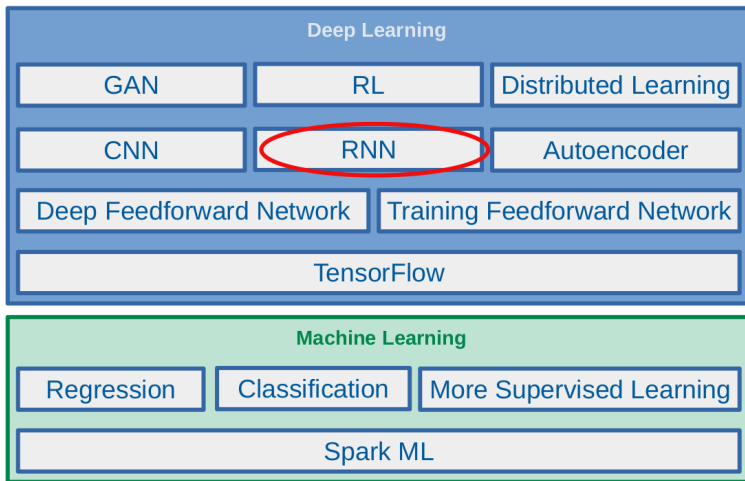 Deep Learning
GAN RL Distributed Learning
CNN RNN Autoencoder
Deep Feedforward Network Training Feedforward Network
TensorFlow
Machine Learning
Regression Classification More Supervised Learning
Spark ML